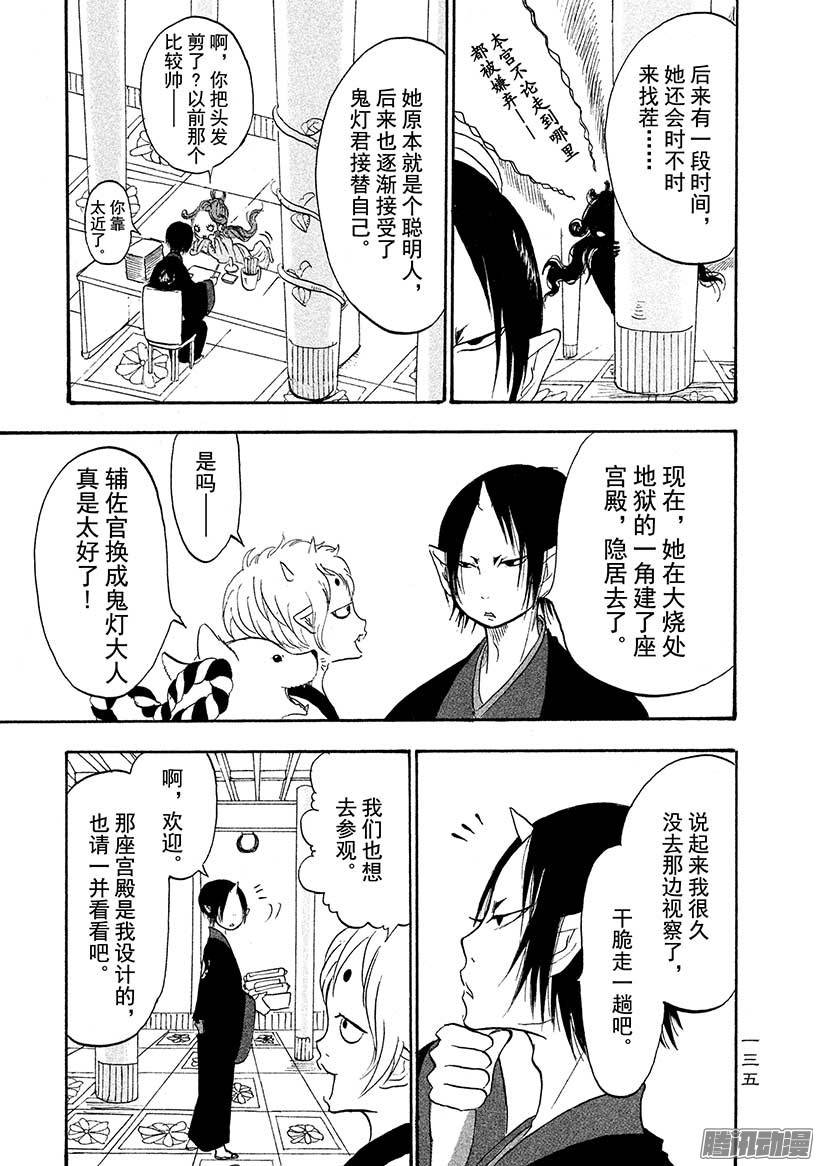 后来有一段时间，
她还会时不时
来找茬……
本宫不论走到哪里
都被嫌弃——
她原本就是个聪明人，
后来也逐渐接受了
鬼灯君接替自己。
啊，你把头发
剪了？以前那个
比较帅——
你靠
太近了。
现在，她在大烧处
地狱的一角建了座
宫殿，隐居去了。
是吗——
辅佐官换成鬼灯大人
真是太好了！
说起来我很久
没去那边视察了，
干脆走一趟吧。
我们也想
去参观。
啊，欢迎。
那座宫殿是我设计的，
也请一并看看吧。
一三五
腾讯动漫